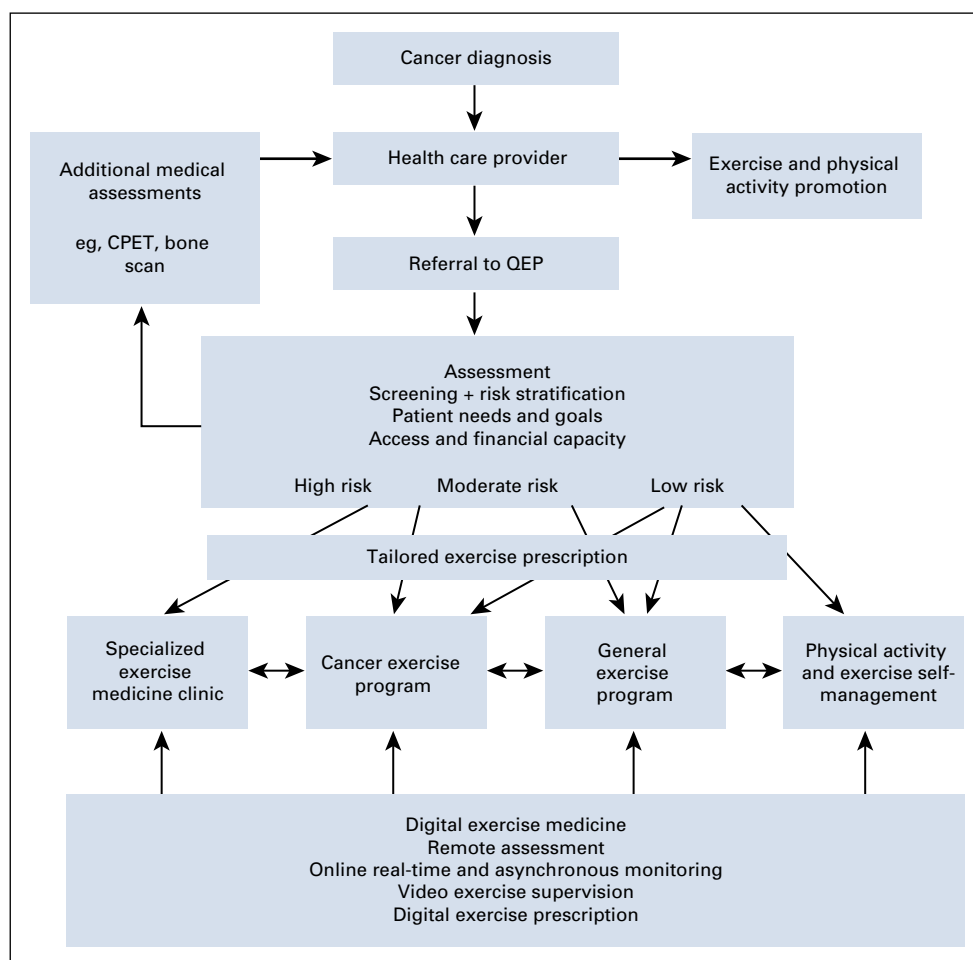 Cancer diagnosis
Additional medical
assessments
eg, CPET, bone
scan
Health care provider
Exercise and physical
activity promotion
Referral to QEP
Assessment
Screening + risk stratification
Patient needs and goals
Access and financial capacity
High risk
Moderate risk
Low risk
Tailored exercise prescription
Specialized
exercise
medicine clinic
Cancer exercise
program
General
exercise
program
Physical activity
and exercise self-
management
Digital exercise medicine
Remote assessment
Online real-time and asynchronous monitoring
Video exercise supervision
Digital exercise prescription